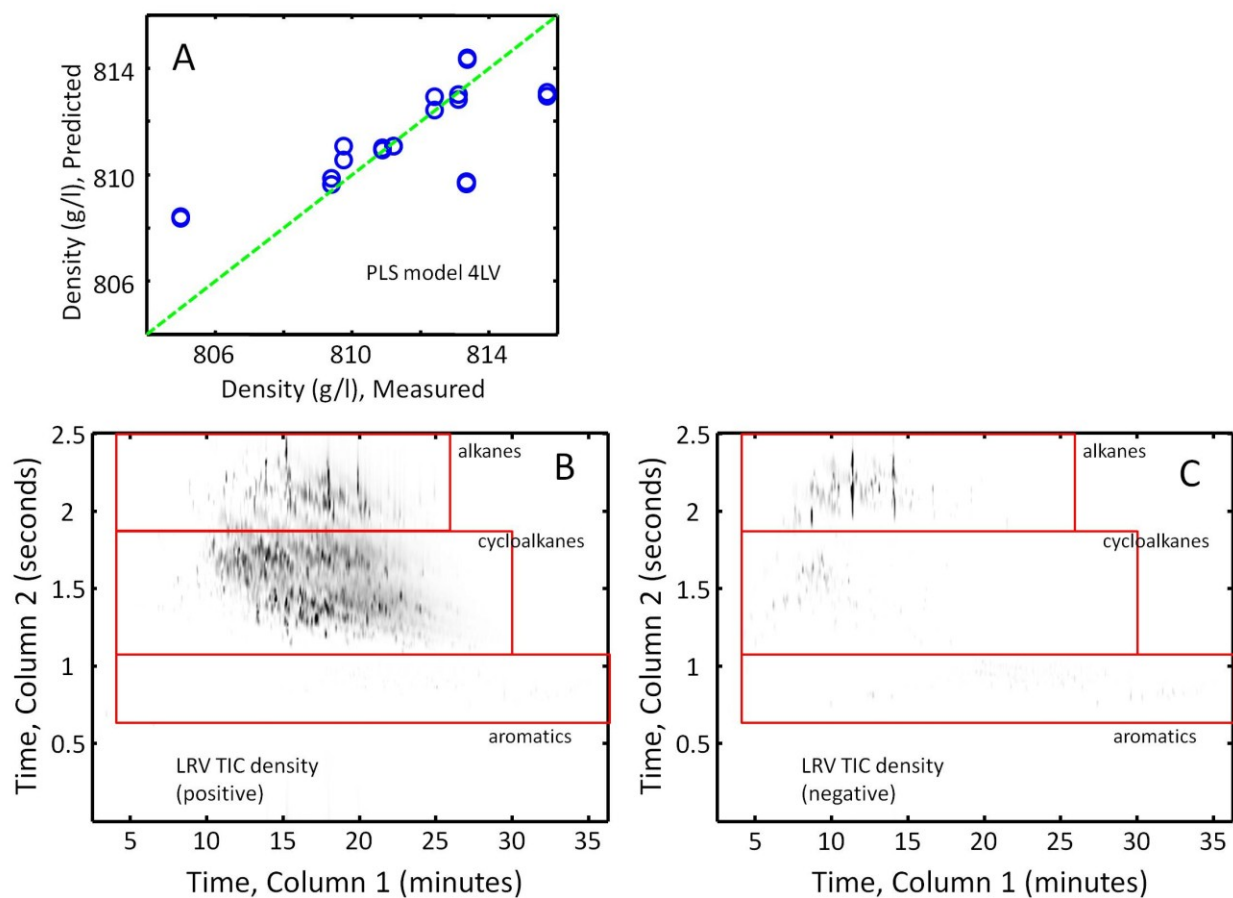 A
814
810
806
Density (g/l), Predicted
PLS model 4LV
806 810 814
Density (g/l), Measured
2.5
2
1.5
1
0.5
Time, Column 2 (seconds)
B
alkanes
cycloalkanes
aromatics
LRV TIC density
(positive)
5 10 15 20 25 30 35
Time, Column 1 (minutes)
2.5
2
1.5
1
0.5
Time, Column 2 (seconds)
C
alkanes
cycloalkanes
aromatics
LRV TIC density
(negative)
5 10 15 20 25 30 35
Time, Column 1 (minutes)